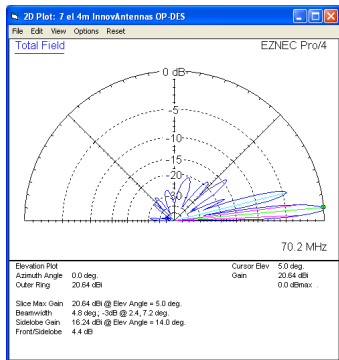 2D Plot: 7 el 4m InnovAntennas OP-DES
File Edit View Options Reset
Total Field
EZNEC Pro/4
0 dB
-5
-10
-15
-20
-30
70.2 MHz
Elevation Plot
Azimuth Angle 0.0 deg.
Outer Ring 20.64 dBi
Cursor Elev 5.0 deg.
Gain 20.64 dBi
0.0 dBmax
Slice Max Gain 20.64 dBi @ Elev Angle = 5.0 deg.
Beamwidth 4.8 deg.; -3dB @ 2.4, 7.2 deg.
Sidelobe Gain 16.24 dBi @ Elev Angle = 14.0 deg.
Front/Sidelobe 4.4 dB